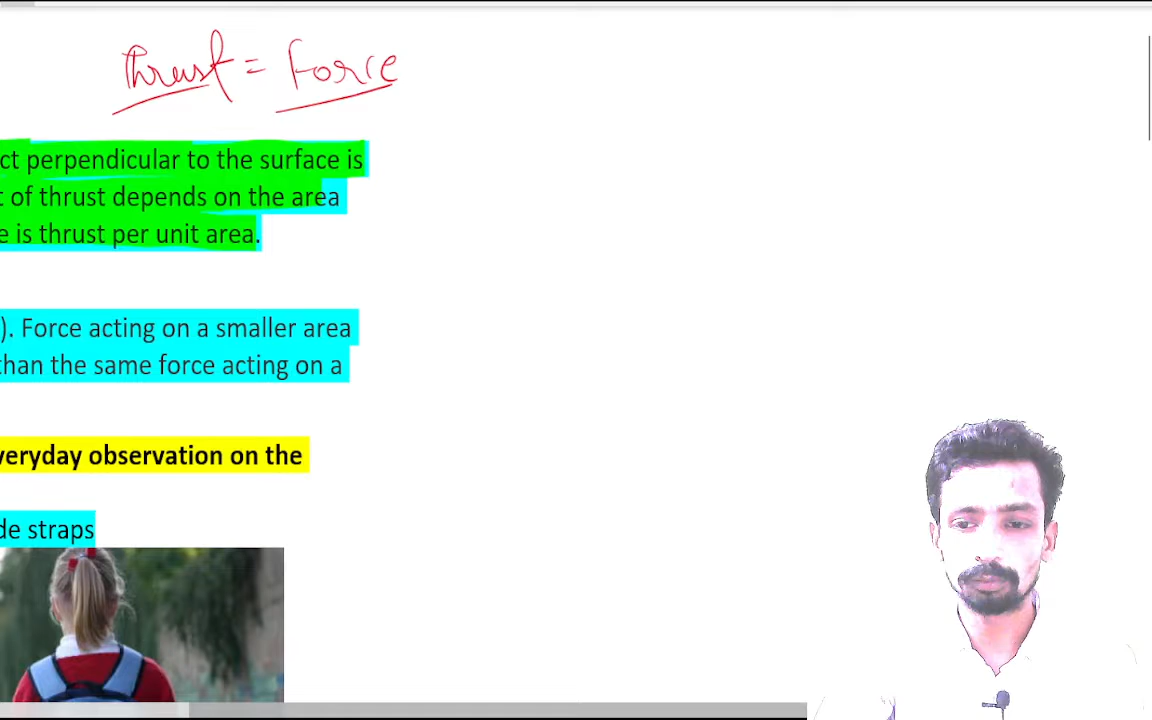 thrust = Force
ct perpendicular to the surface is
t of thrust depends on the area
e is thrust per unit area.
). Force acting on a smaller area
than the same force acting on a
veryday observation on the
de straps